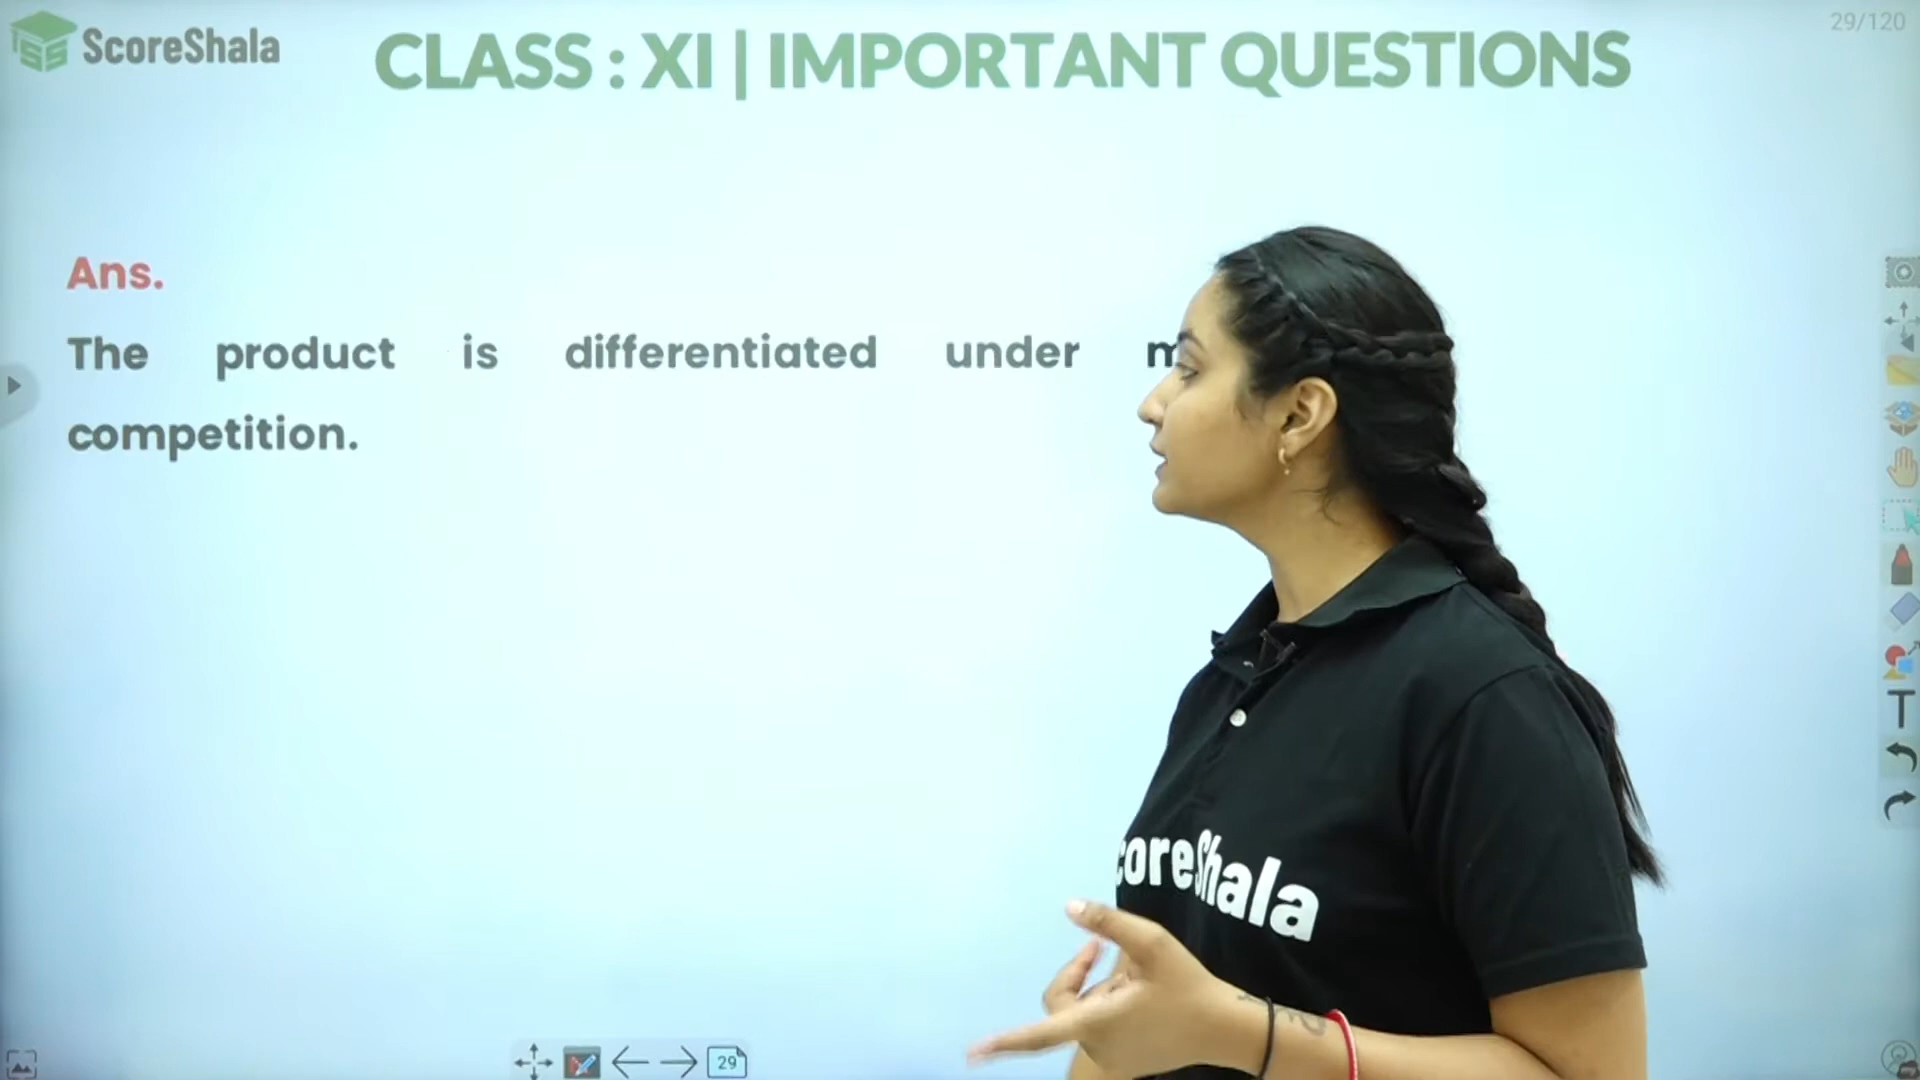 ScoreShala
CLASS : XI | IMPORTANT QUESTIONS
29/120
Ans.
The product is differentiated under
competition.
coreShala
29